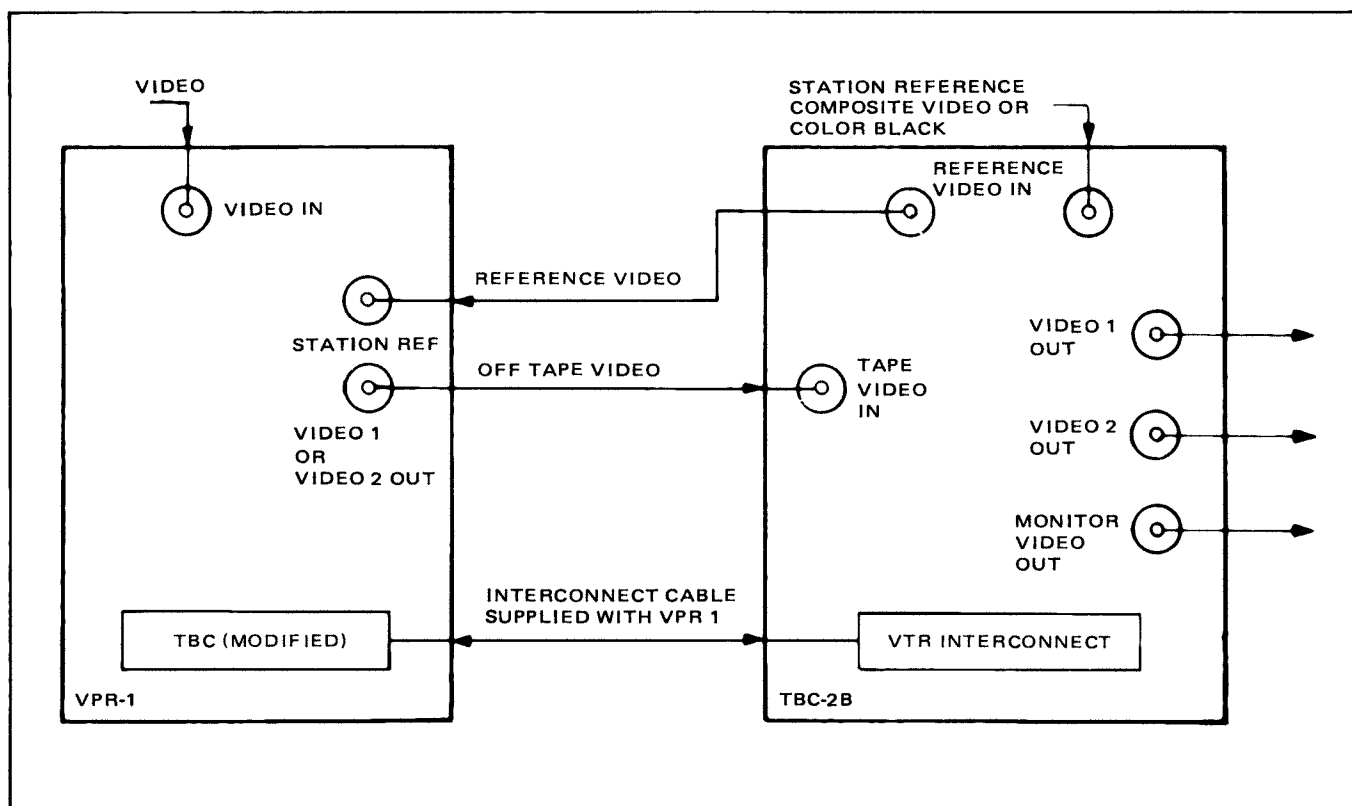 VIDEO
VIDEO IN
STATION REF
VIDEO 1
OR
VIDEO 2 OUT
TBC (MODIFIED)
VPR-1
REFERENCE VIDEO
OFF TAPE VIDEO
INTERCONNECT CABLE
SUPPLIED WITH VPR 1
STATION REFERENCE
COMPOSITE VIDEO OR
COLOR BLACK
REFERENCE
VIDEO IN
TAPE
VIDEO
IN
VIDEO 1
OUT
VIDEO 2
OUT
MONITOR
VIDEO
OUT
VTR INTERCONNECT
TBC-2B